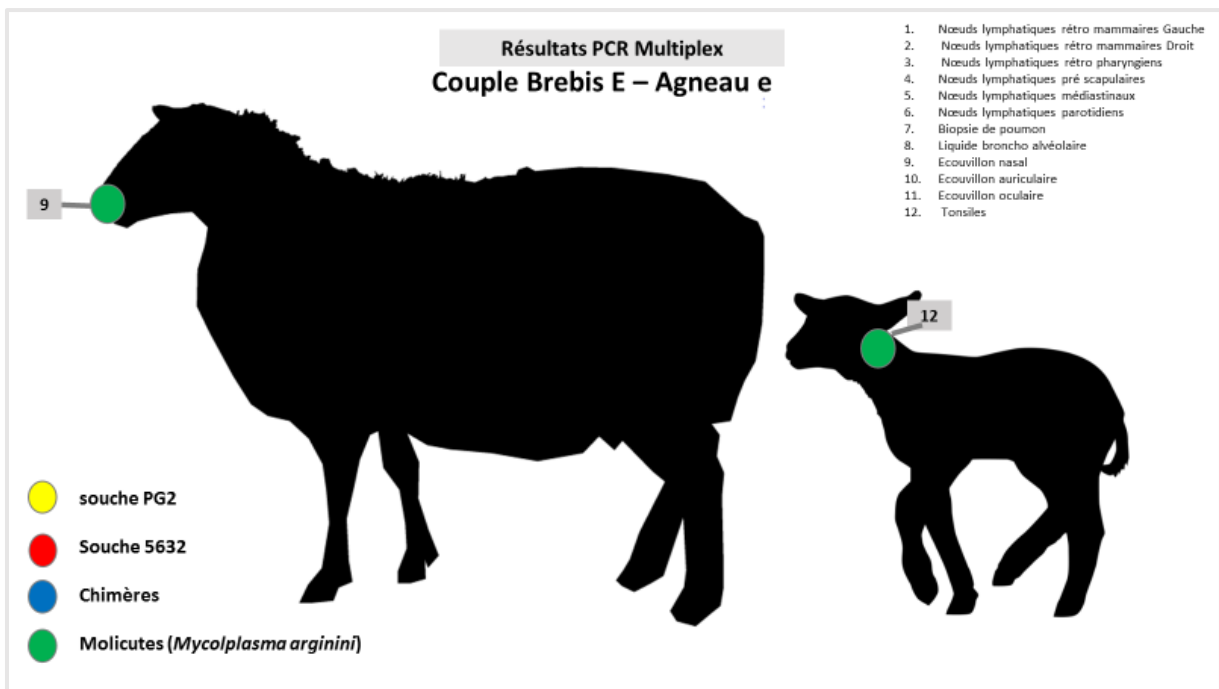 Résultats PCR Multiplex
Couple Brebis E – Agneau e
:
1. Nœuds lymphatiques rétro mammaires Gauche
2. Nœuds lymphatiques rétro mammaires Droit
3. Nœuds lymphatiques rétro pharyngiens
4. Nœuds lymphatiques pré scapulaires
5. Nœuds lymphatiques médiastinaux
6. Nœuds lymphatiques parotidiens
7. Biopsie de poumon
8. Liquide broncho alvéolaire
9. Ecouvillon nasal
10. Ecouvillon auriculaire
11. Ecouvillon oculaire
12. Tonsiles
9
12
souche PG2
Souche 5632
Chimères
Molicutes (Mycolplasma arginini)